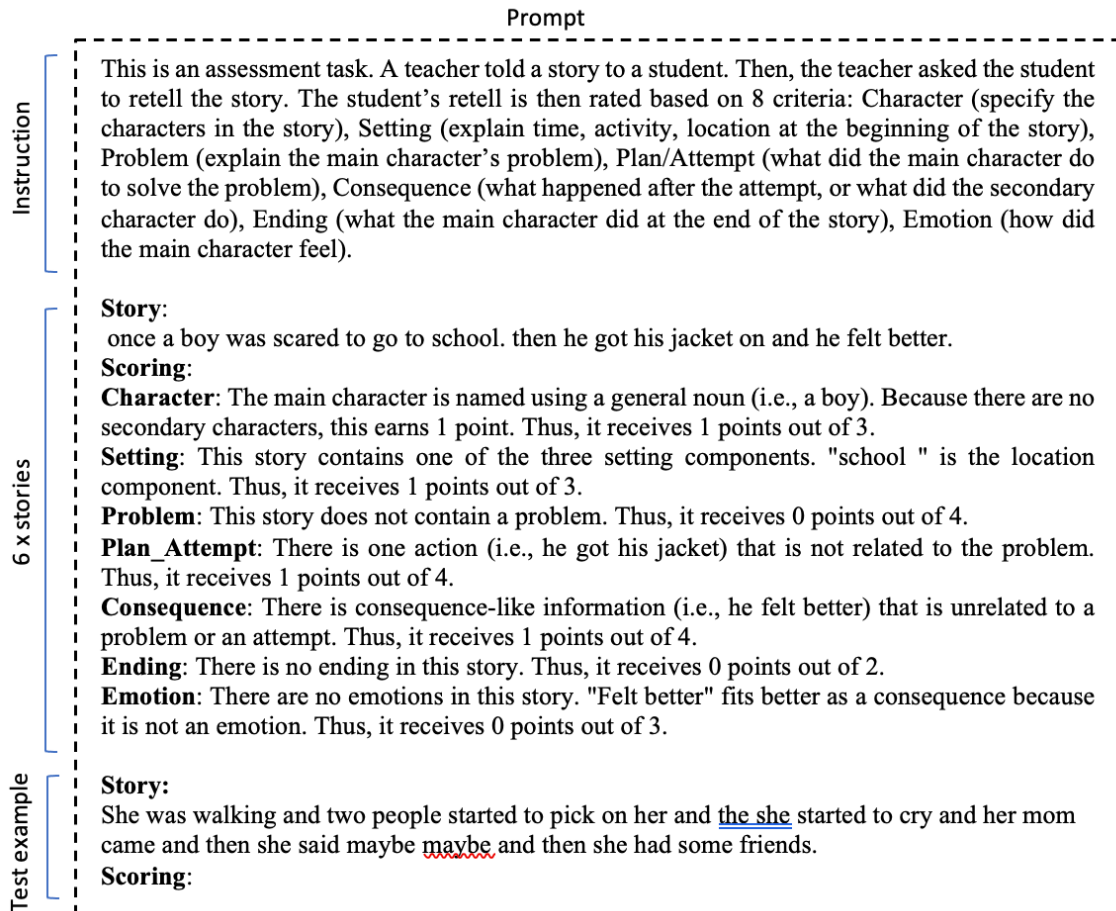 Prompt
Instruction
This is an assessment task. A teacher told a story to a student. Then, the teacher asked the student
to retell the story. The student’s retell is then rated based on 8 criteria: Character (specify the
characters in the story), Setting (explain time, activity, location at the beginning of the story),
Problem (explain the main character’s problem), Plan/Attempt (what did the main character do
to solve the problem), Consequence (what happened after the attempt, or what did the secondary
character do), Ending (what the main character did at the end of the story), Emotion (how did
the main character feel).
6 x stories
Story:
once a boy was scared to go to school. then he got his jacket on and he felt better.
Scoring:
Character: The main character is named using a general noun (i.e., a boy). Because there are no
secondary characters, this earns 1 point. Thus, it receives 1 points out of 3.
Setting: This story contains one of the three setting components. "school " is the location
component. Thus, it receives 1 points out of 3.
Problem: This story does not contain a problem. Thus, it receives 0 points out of 4.
Plan_Attempt: There is one action (i.e., he got his jacket) that is not related to the problem.
Thus, it receives 1 points out of 4.
Consequence: There is consequence-like information (i.e., he felt better) that is unrelated to a
problem or an attempt. Thus, it receives 1 points out of 4.
Ending: There is no ending in this story. Thus, it receives 0 points out of 2.
Emotion: There are no emotions in this story. "Felt better" fits better as a consequence because
it is not an emotion. Thus, it receives 0 points out of 3.
Test example
Story:
She was walking and two people started to pick on her and the she started to cry and her mom
came and then she said maybe maybe and then she had some friends.
Scoring: